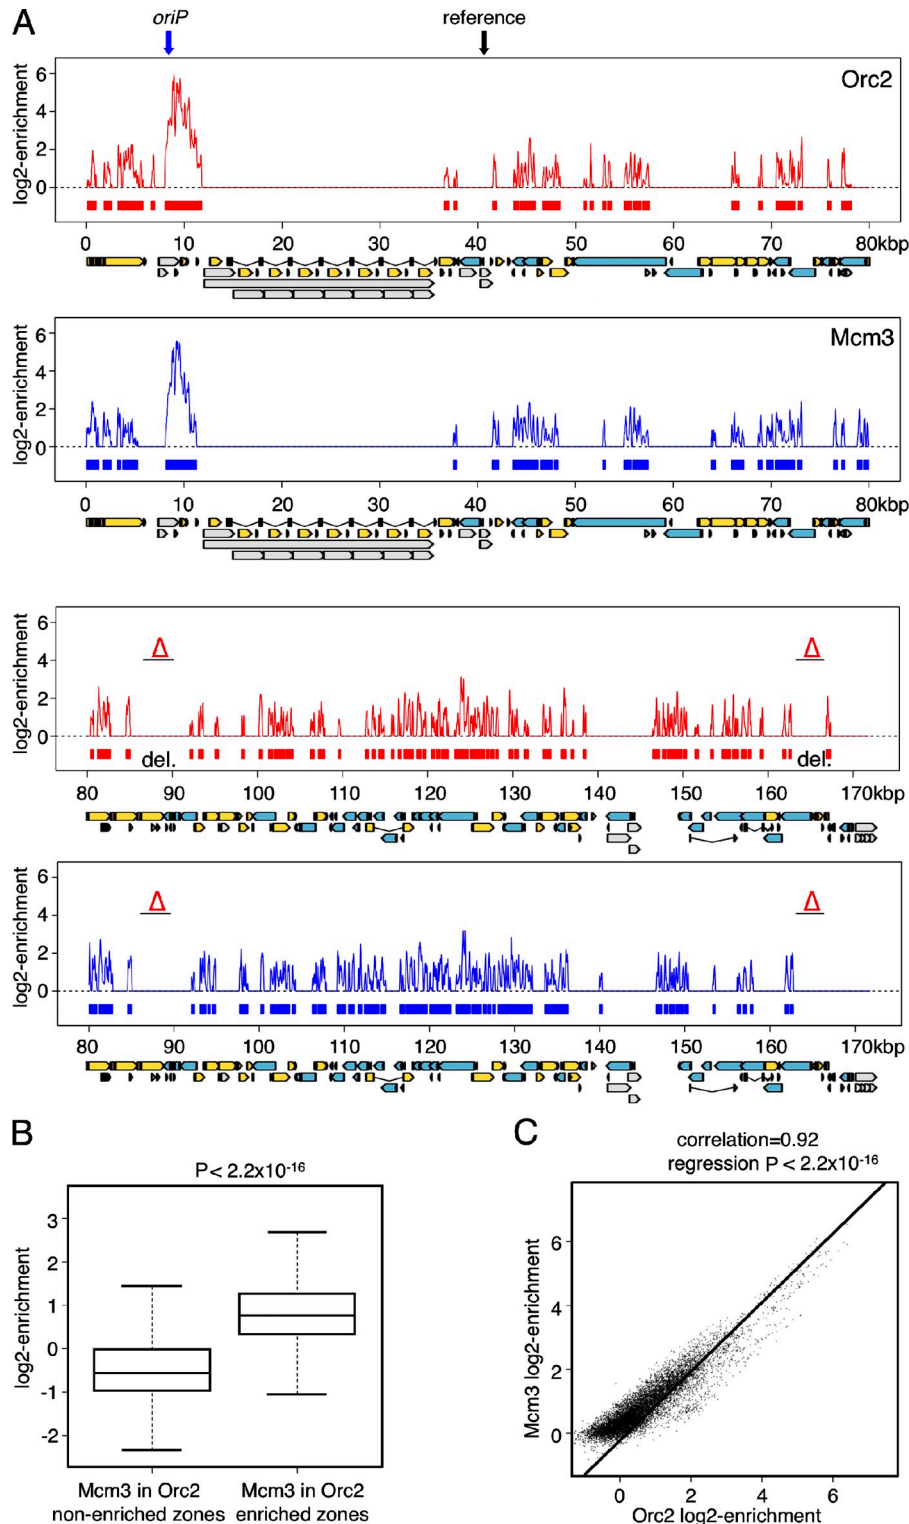 A
oriP
reference
log2-enrichment
6
4
2
0
Orc2
0 10 20 30 40 50 60 70 80kbp
log2-enrichment
6
4
2
0
Mcm3
0 10 20 30 40 50 60 70 80kbp
log2-enrichment
6
4
2
0
Δ
Δ
del.
del.
80 90 100 110 120 130 140 150 160 170kbp
log2-enrichment
6
4
2
0
Δ
Δ
80 90 100 110 120 130 140 150 160 170kbp
B
P < 2.2x10⁻¹⁶
log2-enrichment
3
2
1
0
-1
-2
Mcm3 in Orc2
non-enriched zones
Mcm3 in Orc2
enriched zones
C
correlation=0.92
regression P < 2.2x10⁻¹⁶
Mcm3 log2-enrichment
6
4
2
0
0 2 4 6
Orc2 log2-enrichment